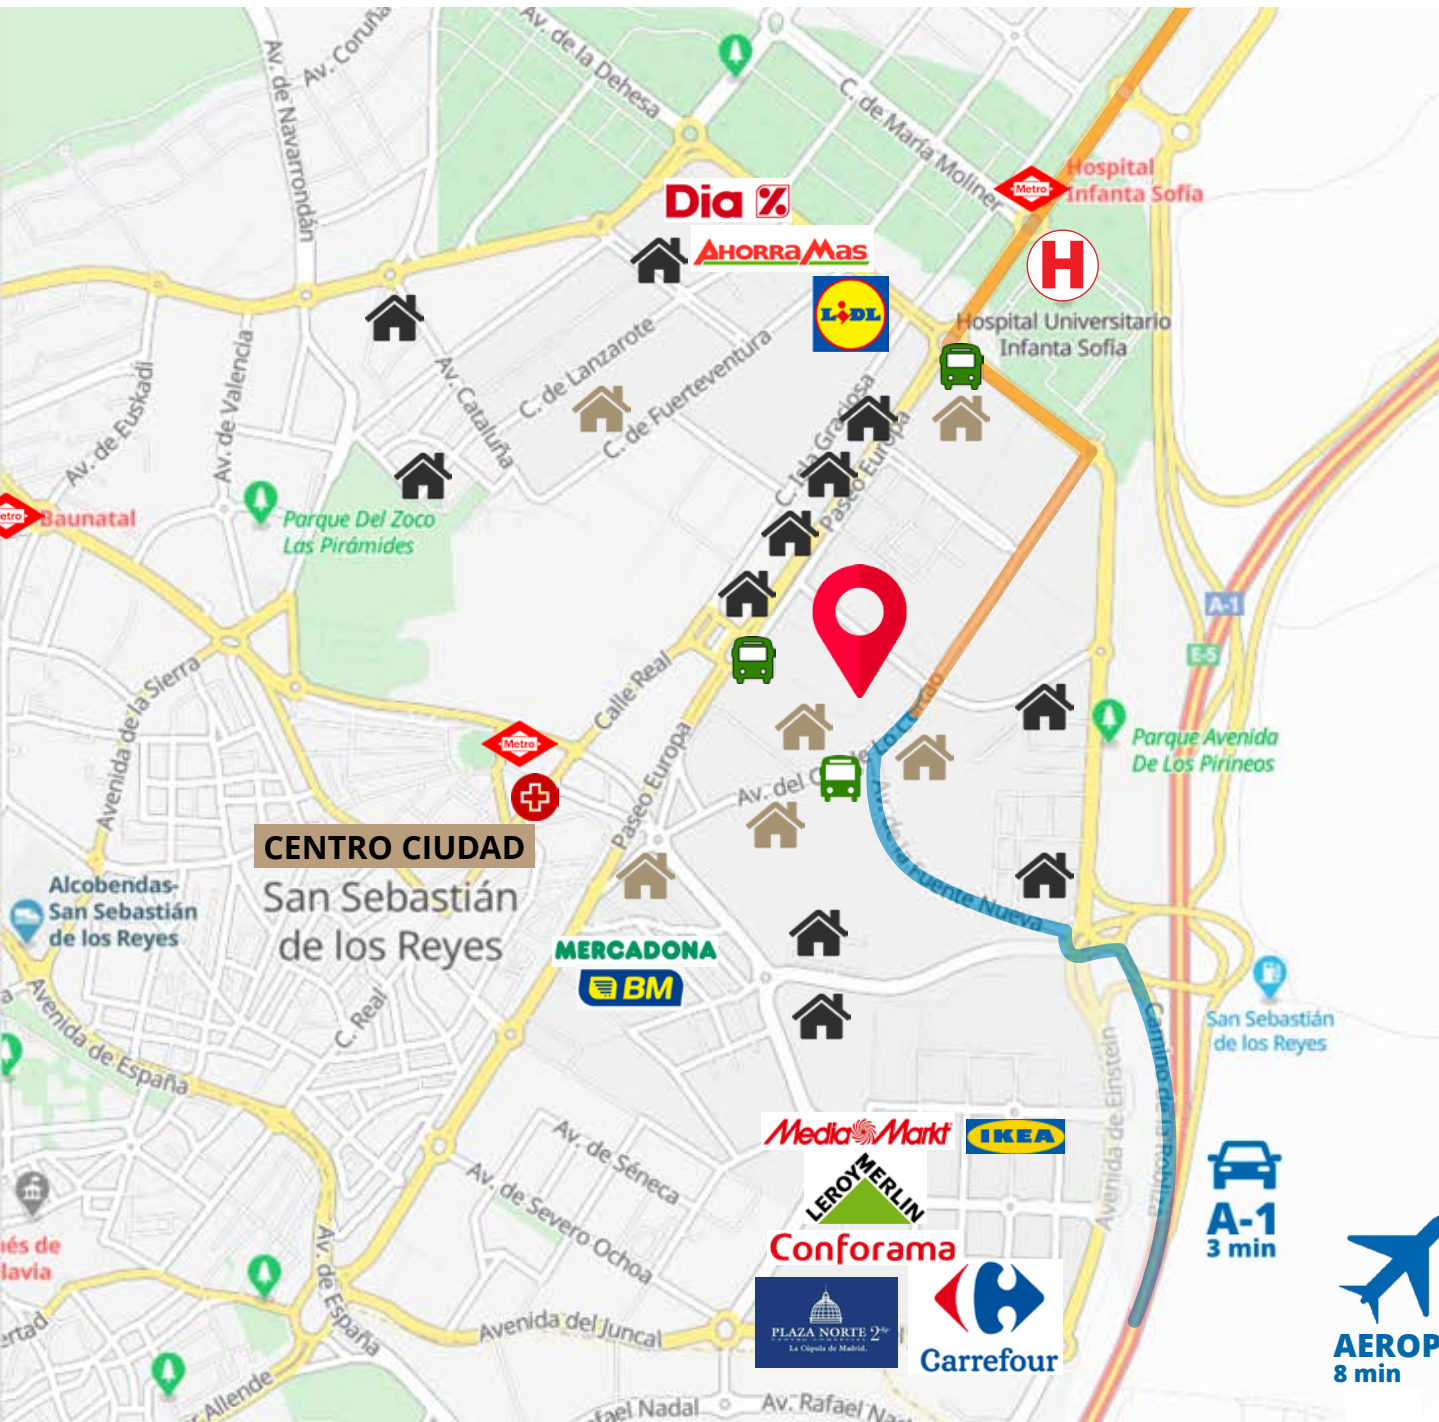 Av. Coruña
Av. de la Dehesa
Av. de Navarrondán
C. de María Moliner
Metro
Hospital
Infanta Sofía
Dia %
AHORRAMAS
H
LIDL
Hospital Universitario
Infanta Sofía
Av. de Euskadi
Av. de Valencia
Av. Cataluña
C. de Lanzarote
C. de Fuerteventura
C. Isla Graciosa
Paseo Europa
Baunatal
Parque Del Zoco
Las Pirámides
A-1
E-5
Avenida de la Sierra
Calle Real
Metro
Paseo Europa
Av. del
Av. de la Fuente Nueva
Parque Avenida
De Los Pirineos
CENTRO CIUDAD
San Sebastián
de los Reyes
Alcobendas-
San Sebastián
de los Reyes
MERCADONA
BM
C. Real
Avenida de España
San Sebastián
de los Reyes
Avenida de Einstein
Av. de Séneca
Av. de Severo Ochoa
Media Markt
IKEA
LEROY MERLIN
Conforama
A-1
3 min
PLAZA NORTE 2
CENTRO COMERCIAL
La Cúpula de Madrid.
Carrefour
Av. de España
Avenida del Juncal
AEROP
8 min
Allende
Nadal
Av. Rafael